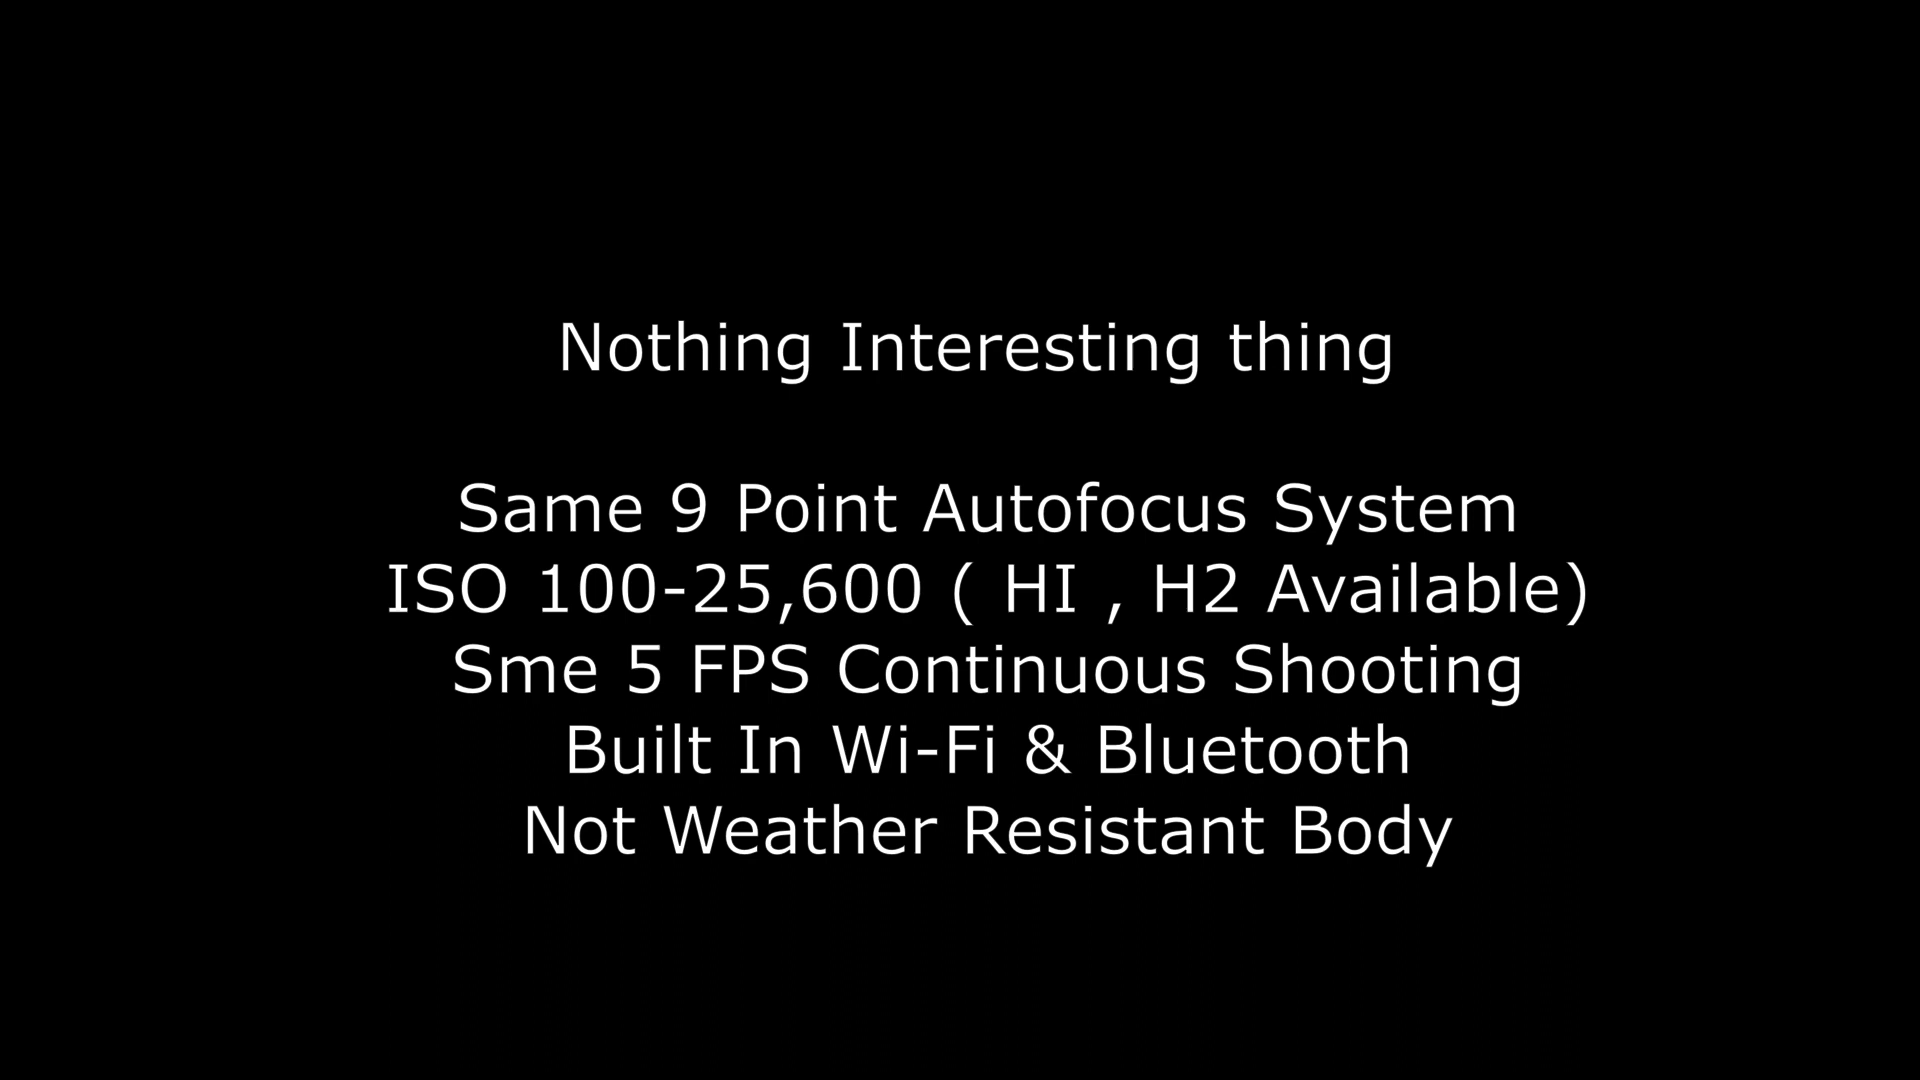 Nothing Interesting thing
Same 9 Point Autofocus System
ISO 100-25,600 ( HI , H2 Available)
Sme 5 FPS Continuous Shooting
Built In Wi-Fi & Bluetooth
Not Weather Resistant Body